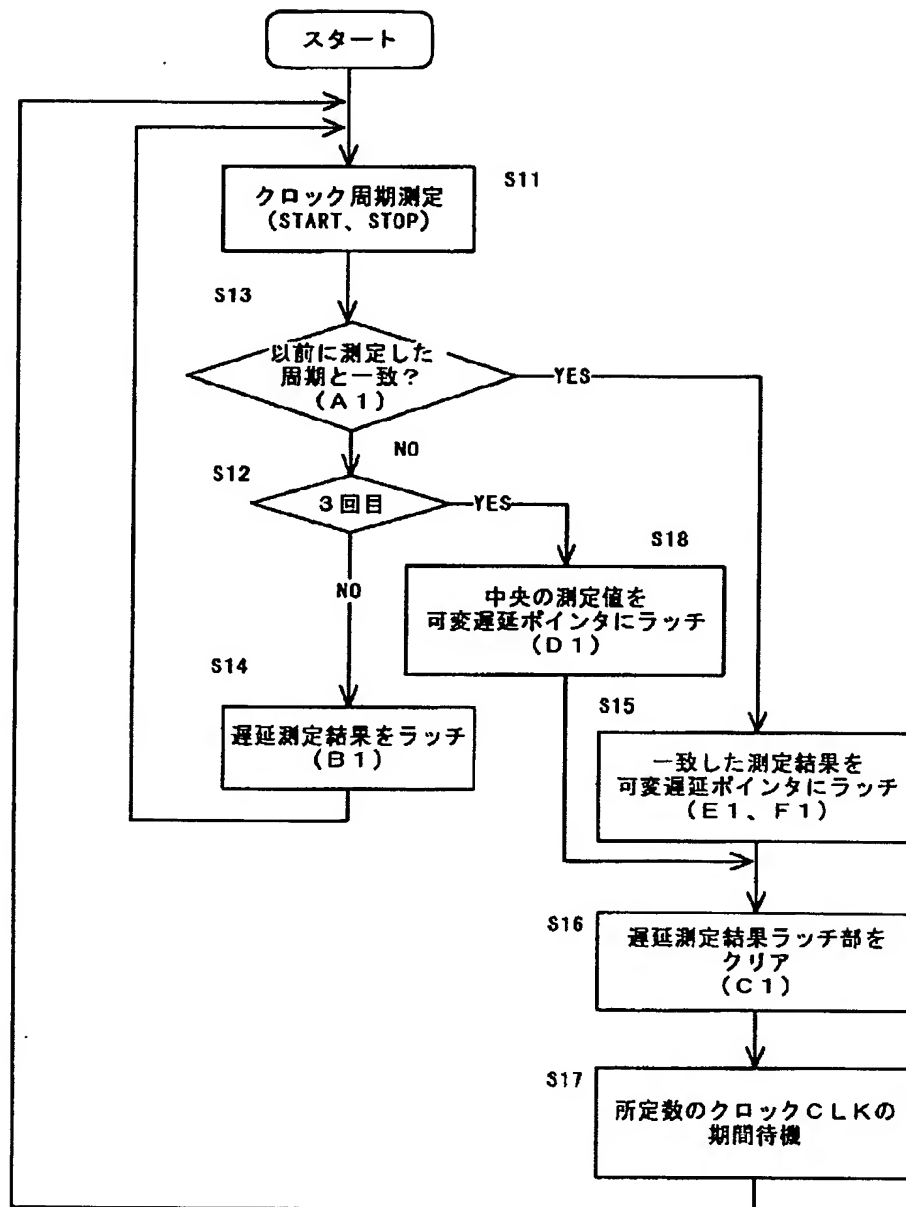 スタート
S11
クロック周期測定
(START、STOP)
S13
以前に測定した
周期と一致?
(A1)
YES
NO
S12
3回目
YES
NO
S18
中央の測定値を
可変遅延ポインタにラッチ
(D1)
S14
遅延測定結果をラッチ
(B1)
S15
一致した測定結果を
可変遅延ポインタにラッチ
(E1、F1)
S16
遅延測定結果ラッチ部を
クリア
(C1)
S17
所定数のクロックCLKの
期間待機